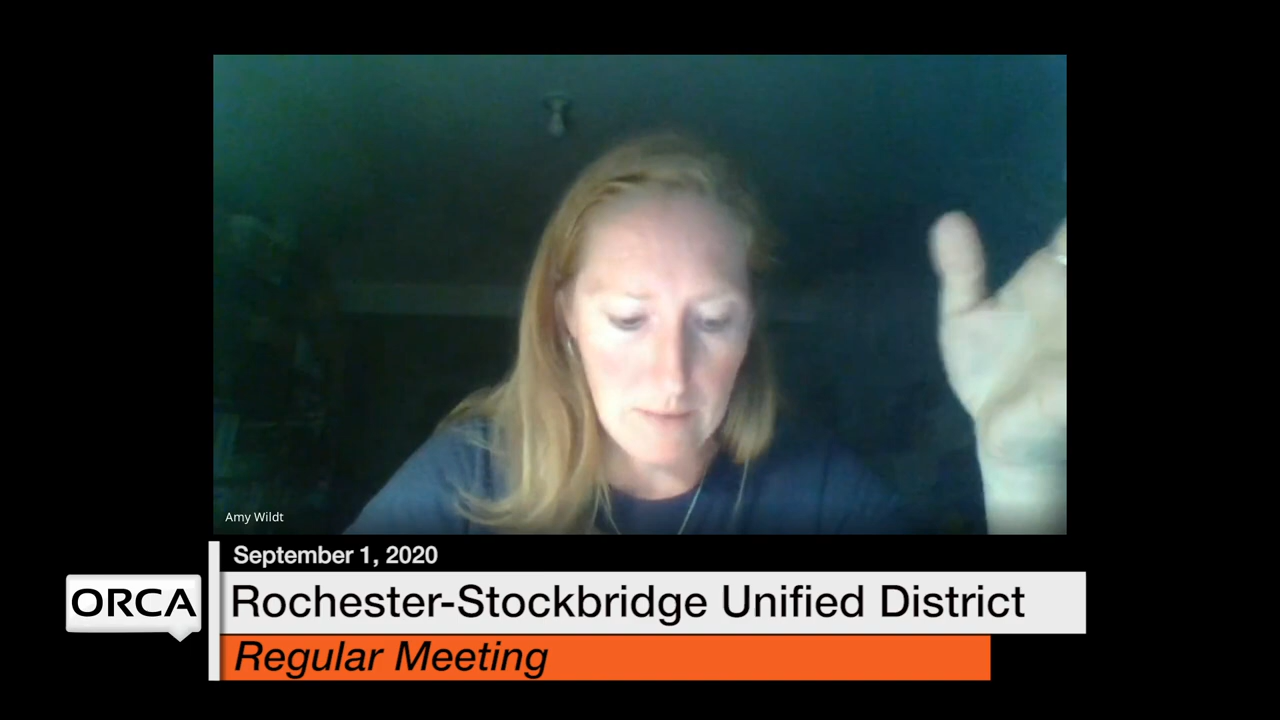 Amy Wildt
September 1, 2020
ORCA
Rochester-Stockbridge Unified District
Regular Meeting